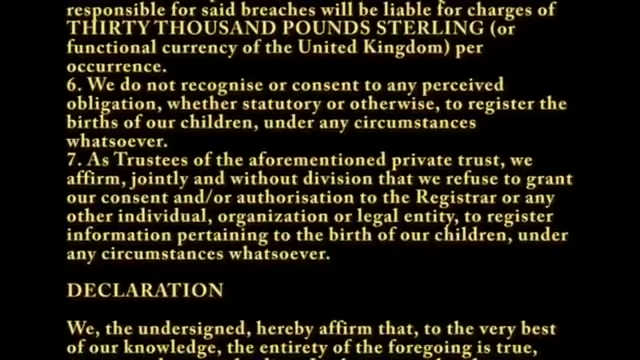 responsible for said breaches will be liable for charges of
THIRTY THOUSAND POUNDS STERLING (or
functional currency of the United Kingdom) per
occurrence.
6. We do not recognise or consent to any perceived
obligation, whether statutory or otherwise, to register the
births of our children, under any circumstances
whatsoever.
7. As Trustees of the aforementioned private trust, we
affirm, jointly and without division that we refuse to grant
our consent and/or authorisation to the Registrar or any
other individual, organization or legal entity, to register
information pertaining to the birth of our children, under
any circumstances whatsoever.
DECLARATION
We, the undersigned, hereby affirm that, to the very best
of our knowledge, the entirety of the foregoing is true,